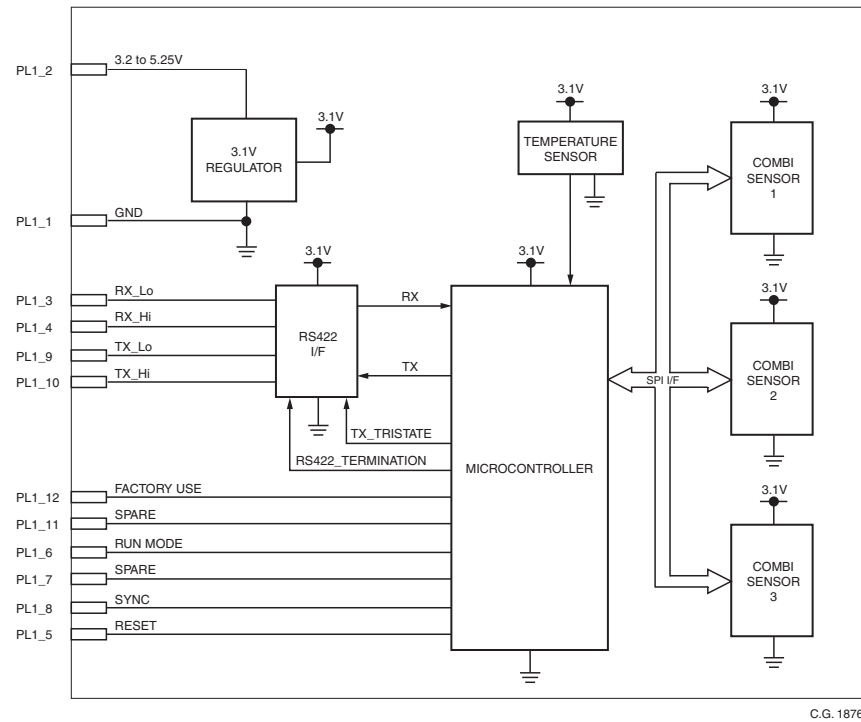 PL1_2
3.2 to 5.25V
3.1V
REGULATOR
3.1V
PL1_1
GND
3.1V
TEMPERATURE
SENSOR
3.1V
COMBI
SENSOR
1
PL1_3
RX_Lo
PL1_4
RX_Hi
PL1_9
TX_Lo
PL1_10
TX_Hi
3.1V
RS422
I/F
RX
TX
TX_TRISTATE
RS422_TERMINATION
3.1V
MICROCONTROLLER
SPI I/F
3.1V
COMBI
SENSOR
2
PL1_12
FACTORY USE
PL1_11
SPARE
PL1_6
RUN MODE
PL1_7
SPARE
PL1_8
SYNC
PL1_5
RESET
3.1V
COMBI
SENSOR
3
C.G. 18762